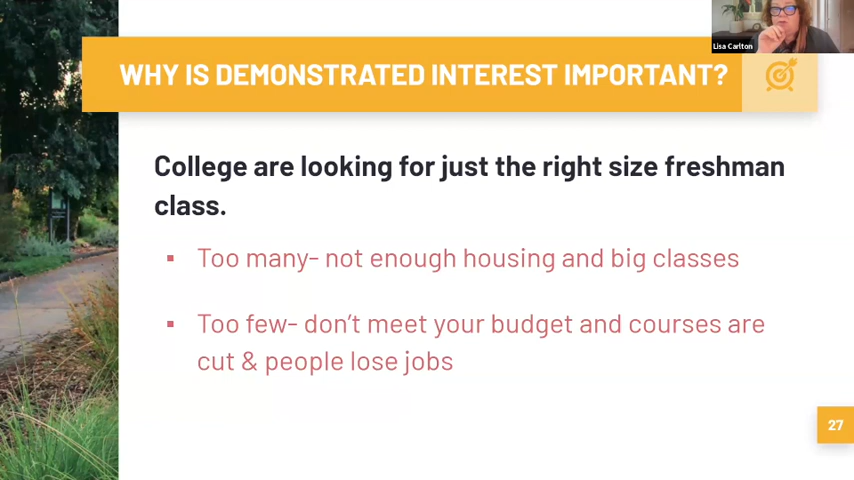 Lisa Carlton
WHY IS DEMONSTRATED INTEREST IMPORTANT?
College are looking for just the right size freshman
class.
▪ Too many- not enough housing and big classes
▪ Too few- don’t meet your budget and courses are
cut & people lose jobs
27